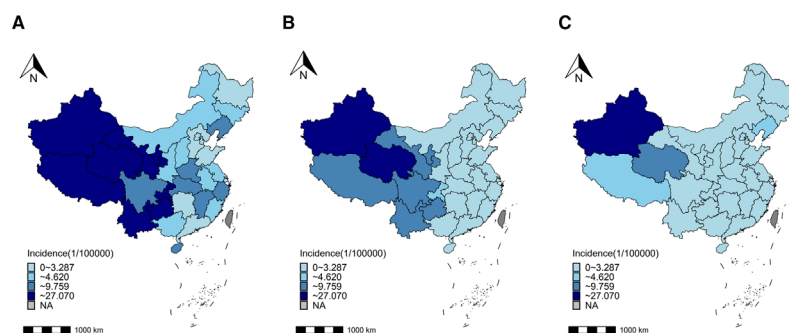 A
B
C
N
N
N
Incidence(1/100000)
0~3.287
~4.620
~9.759
~27.070
NA
1000 km
Incidence(1/100000)
0~3.287
~4.620
~9.759
~27.070
NA
1000 km
Incidence(1/100000)
0~3.287
~4.620
~9.759
~27.070
NA
1000 km